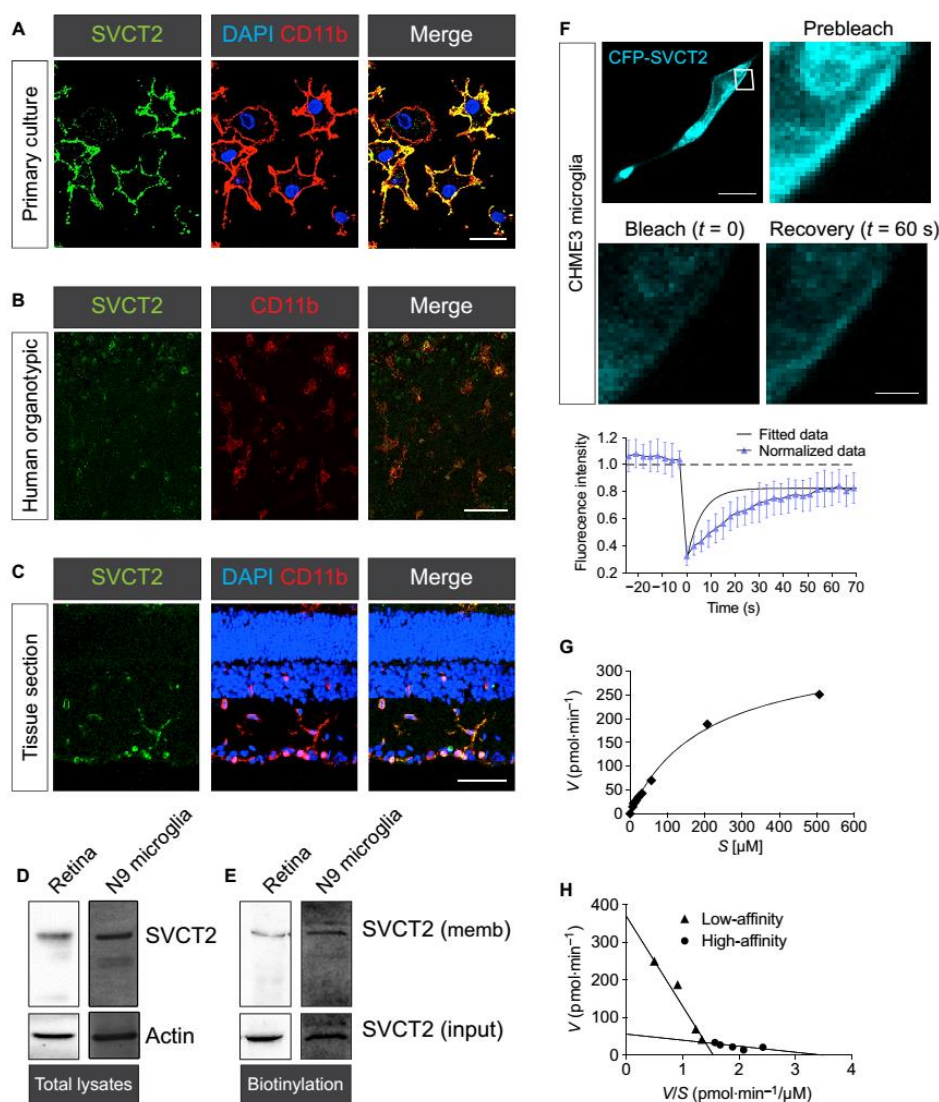 A
SVCT2
DAPI CD11b
Merge
Primary culture
B
SVCT2
CD11b
Merge
Human organotypic
C
SVCT2
DAPI CD11b
Merge
Tissue section
D
Retina
N9 microglia
SVCT2
Actin
Total lysates
E
Retina
N9 microglia
SVCT2 (memb)
SVCT2 (input)
Biotinylation
F
CHME3 microglia
CFP-SVCT2
Prebleach
Bleach (t = 0)
Recovery (t = 60 s)
Fluorecence intensity
1.2
1.0
0.8
0.6
0.4
0.2
Fitted data
Normalized data
−20−10 0 10 20 30 40 50 60 70
Time (s)
G
V (pmol·min⁻¹)
300
250
200
150
100
50
0
0 100 200 300 400 500 600
S [µM]
H
V (pmol·min⁻¹)
400
300
200
100
0
Low-affinity
High-affinity
0 1 2 3 4
V/S (pmol·min⁻¹/µM)